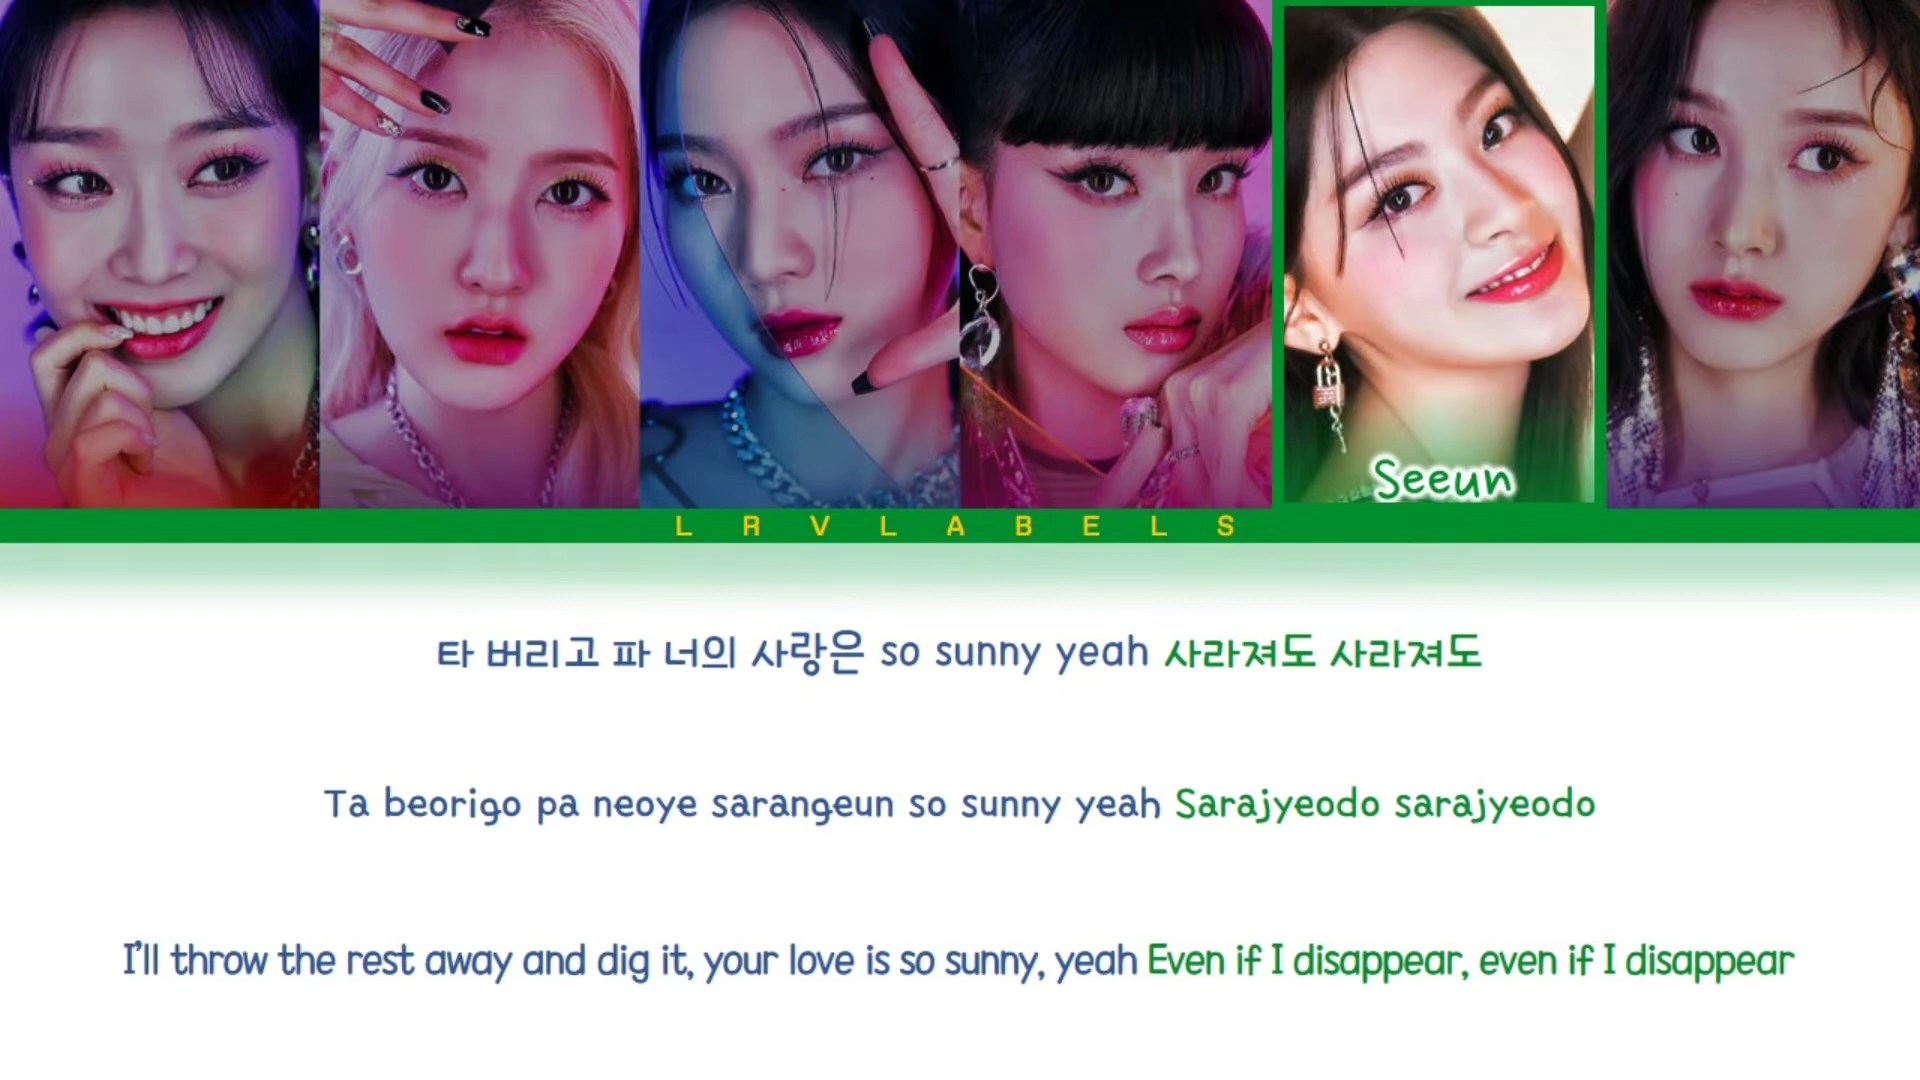 Seeun
LRVLABELS
타 버리고 파 너의 사랑은 so sunny yeah 사라져도 사라져도
Ta beorigo pa neoye sarangeun so sunny yeah Sarajyeodo sarajyeodo
I'll throw the rest away and dig it, your love is so sunny, yeah Even if I disappear, even if I disappear